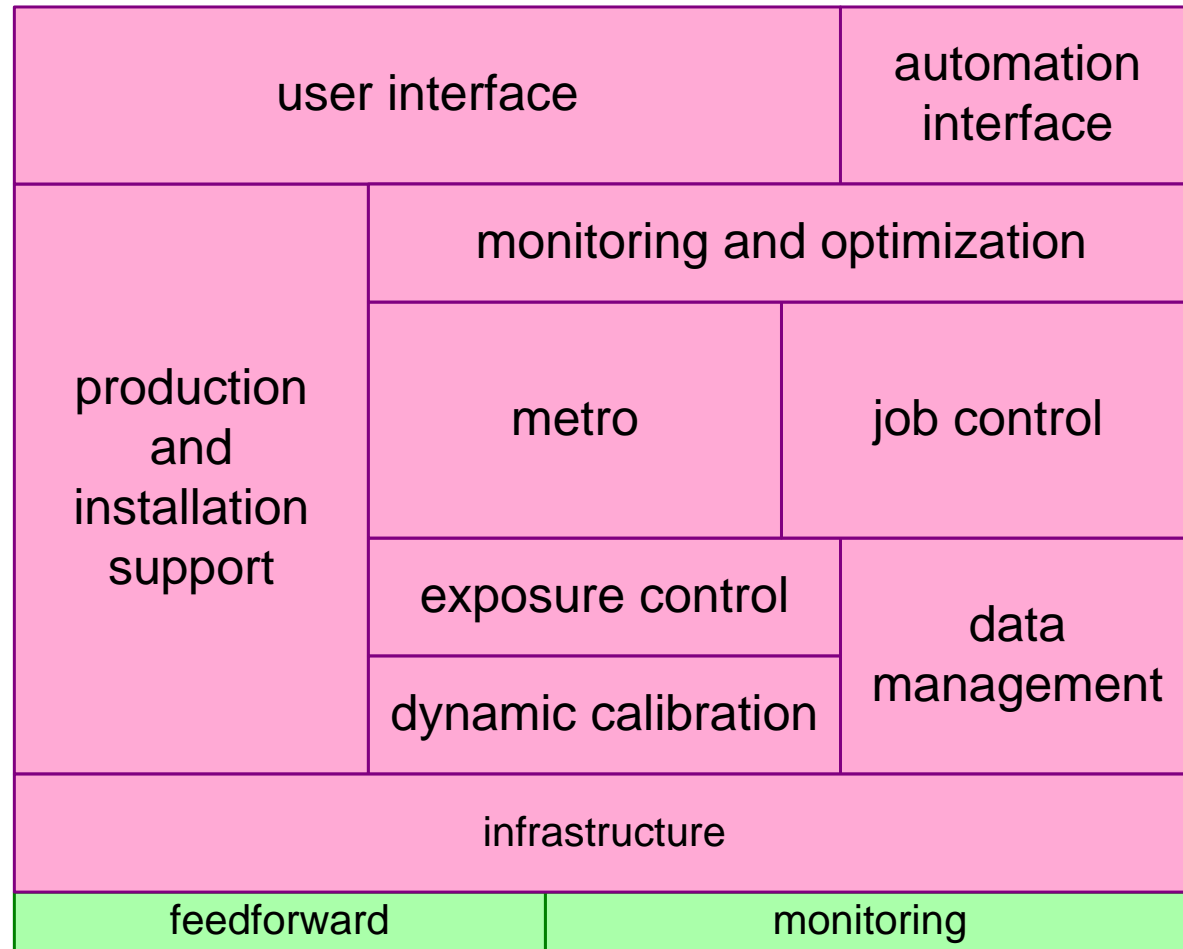 user interface
automation
interface
monitoring and optimization
production
and
installation
support
metro
job control
exposure control
data
management
dynamic calibration
infrastructure
feedforward
monitoring